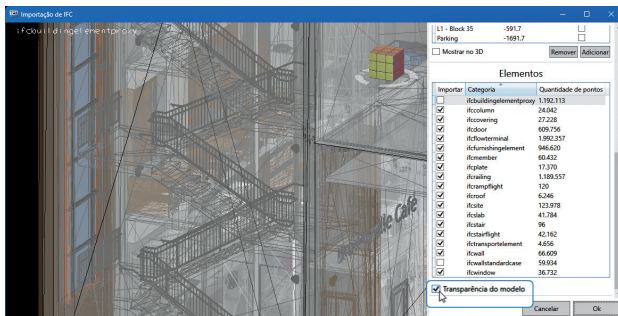 Importação de IFC
ifcbuildingelementproxy
L1 - Block 35 -591.7
Parking -1691.7
Mostrar no 3D Remover Adicionar
Elementos
Importar Categoria Quantidade de pontos
ifcbuildingelementproxy 1.192.113
ifccolumn 24.042
ifccovering 27.228
ifcdoor 609.756
ifcflowterminal 1.992.357
ifcfurnishingelement 946.620
ifcmember 60.432
ifcplate 17.370
ifcrailing 1.189.557
ifcrampflight 120
ifcroof 6.246
ifcsite 123.978
ifcslab 41.784
ifcstair 96
ifcstairflight 42.162
ifctransportelement 4.656
ifcwall 66.609
ifcwallstandardcase 59.934
ifcwindow 36.732
Transparência do modelo
Cancelar Ok
Café